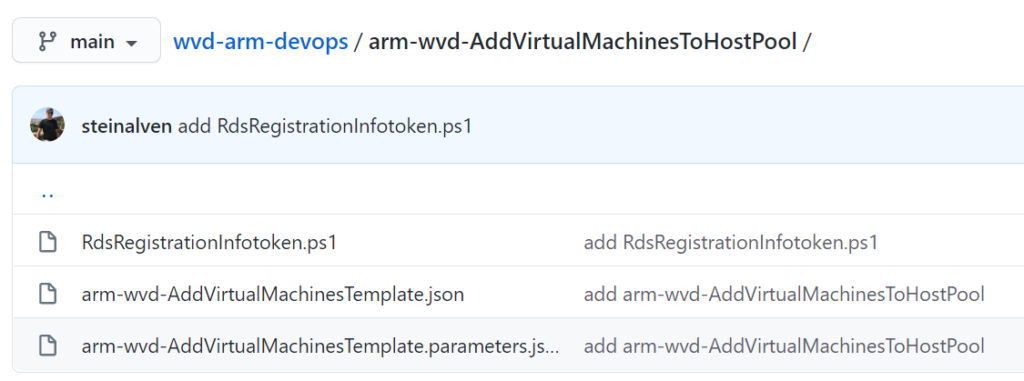 main wvd-arm-devops / arm-wvd-AddVirtualMachinesToHostPool /
steinalven add RdsRegistrationInfotoken.ps1
..
RdsRegistrationInfotoken.ps1 add RdsRegistrationInfotoken.ps1
arm-wvd-AddVirtualMachinesTemplate.json add arm-wvd-AddVirtualMachinesToHostPool
arm-wvd-AddVirtualMachinesTemplate.parameters.js... add arm-wvd-AddVirtualMachinesToHostPool